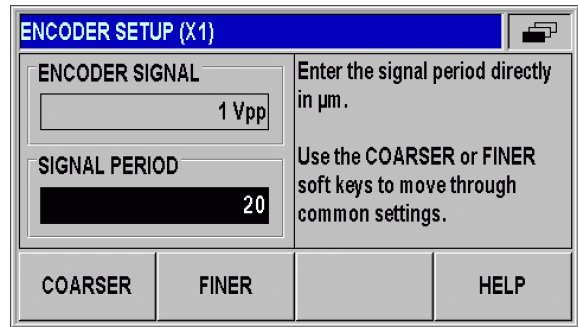 ENCODER SETUP (X1)
ENCODER SIGNAL
1 Vpp
SIGNAL PERIOD
20
Enter the signal period directly
in µm.
Use the COARSER or FINER
soft keys to move through
common settings.
COARSER
FINER
HELP